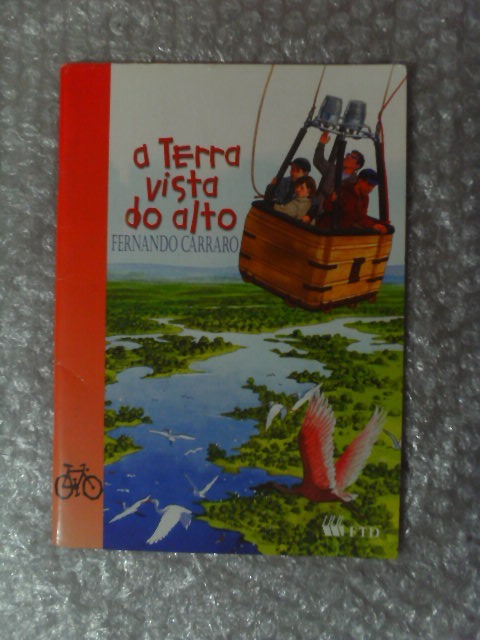 a Terra
vista
do alto
FERNANDO CARRARO
FTD